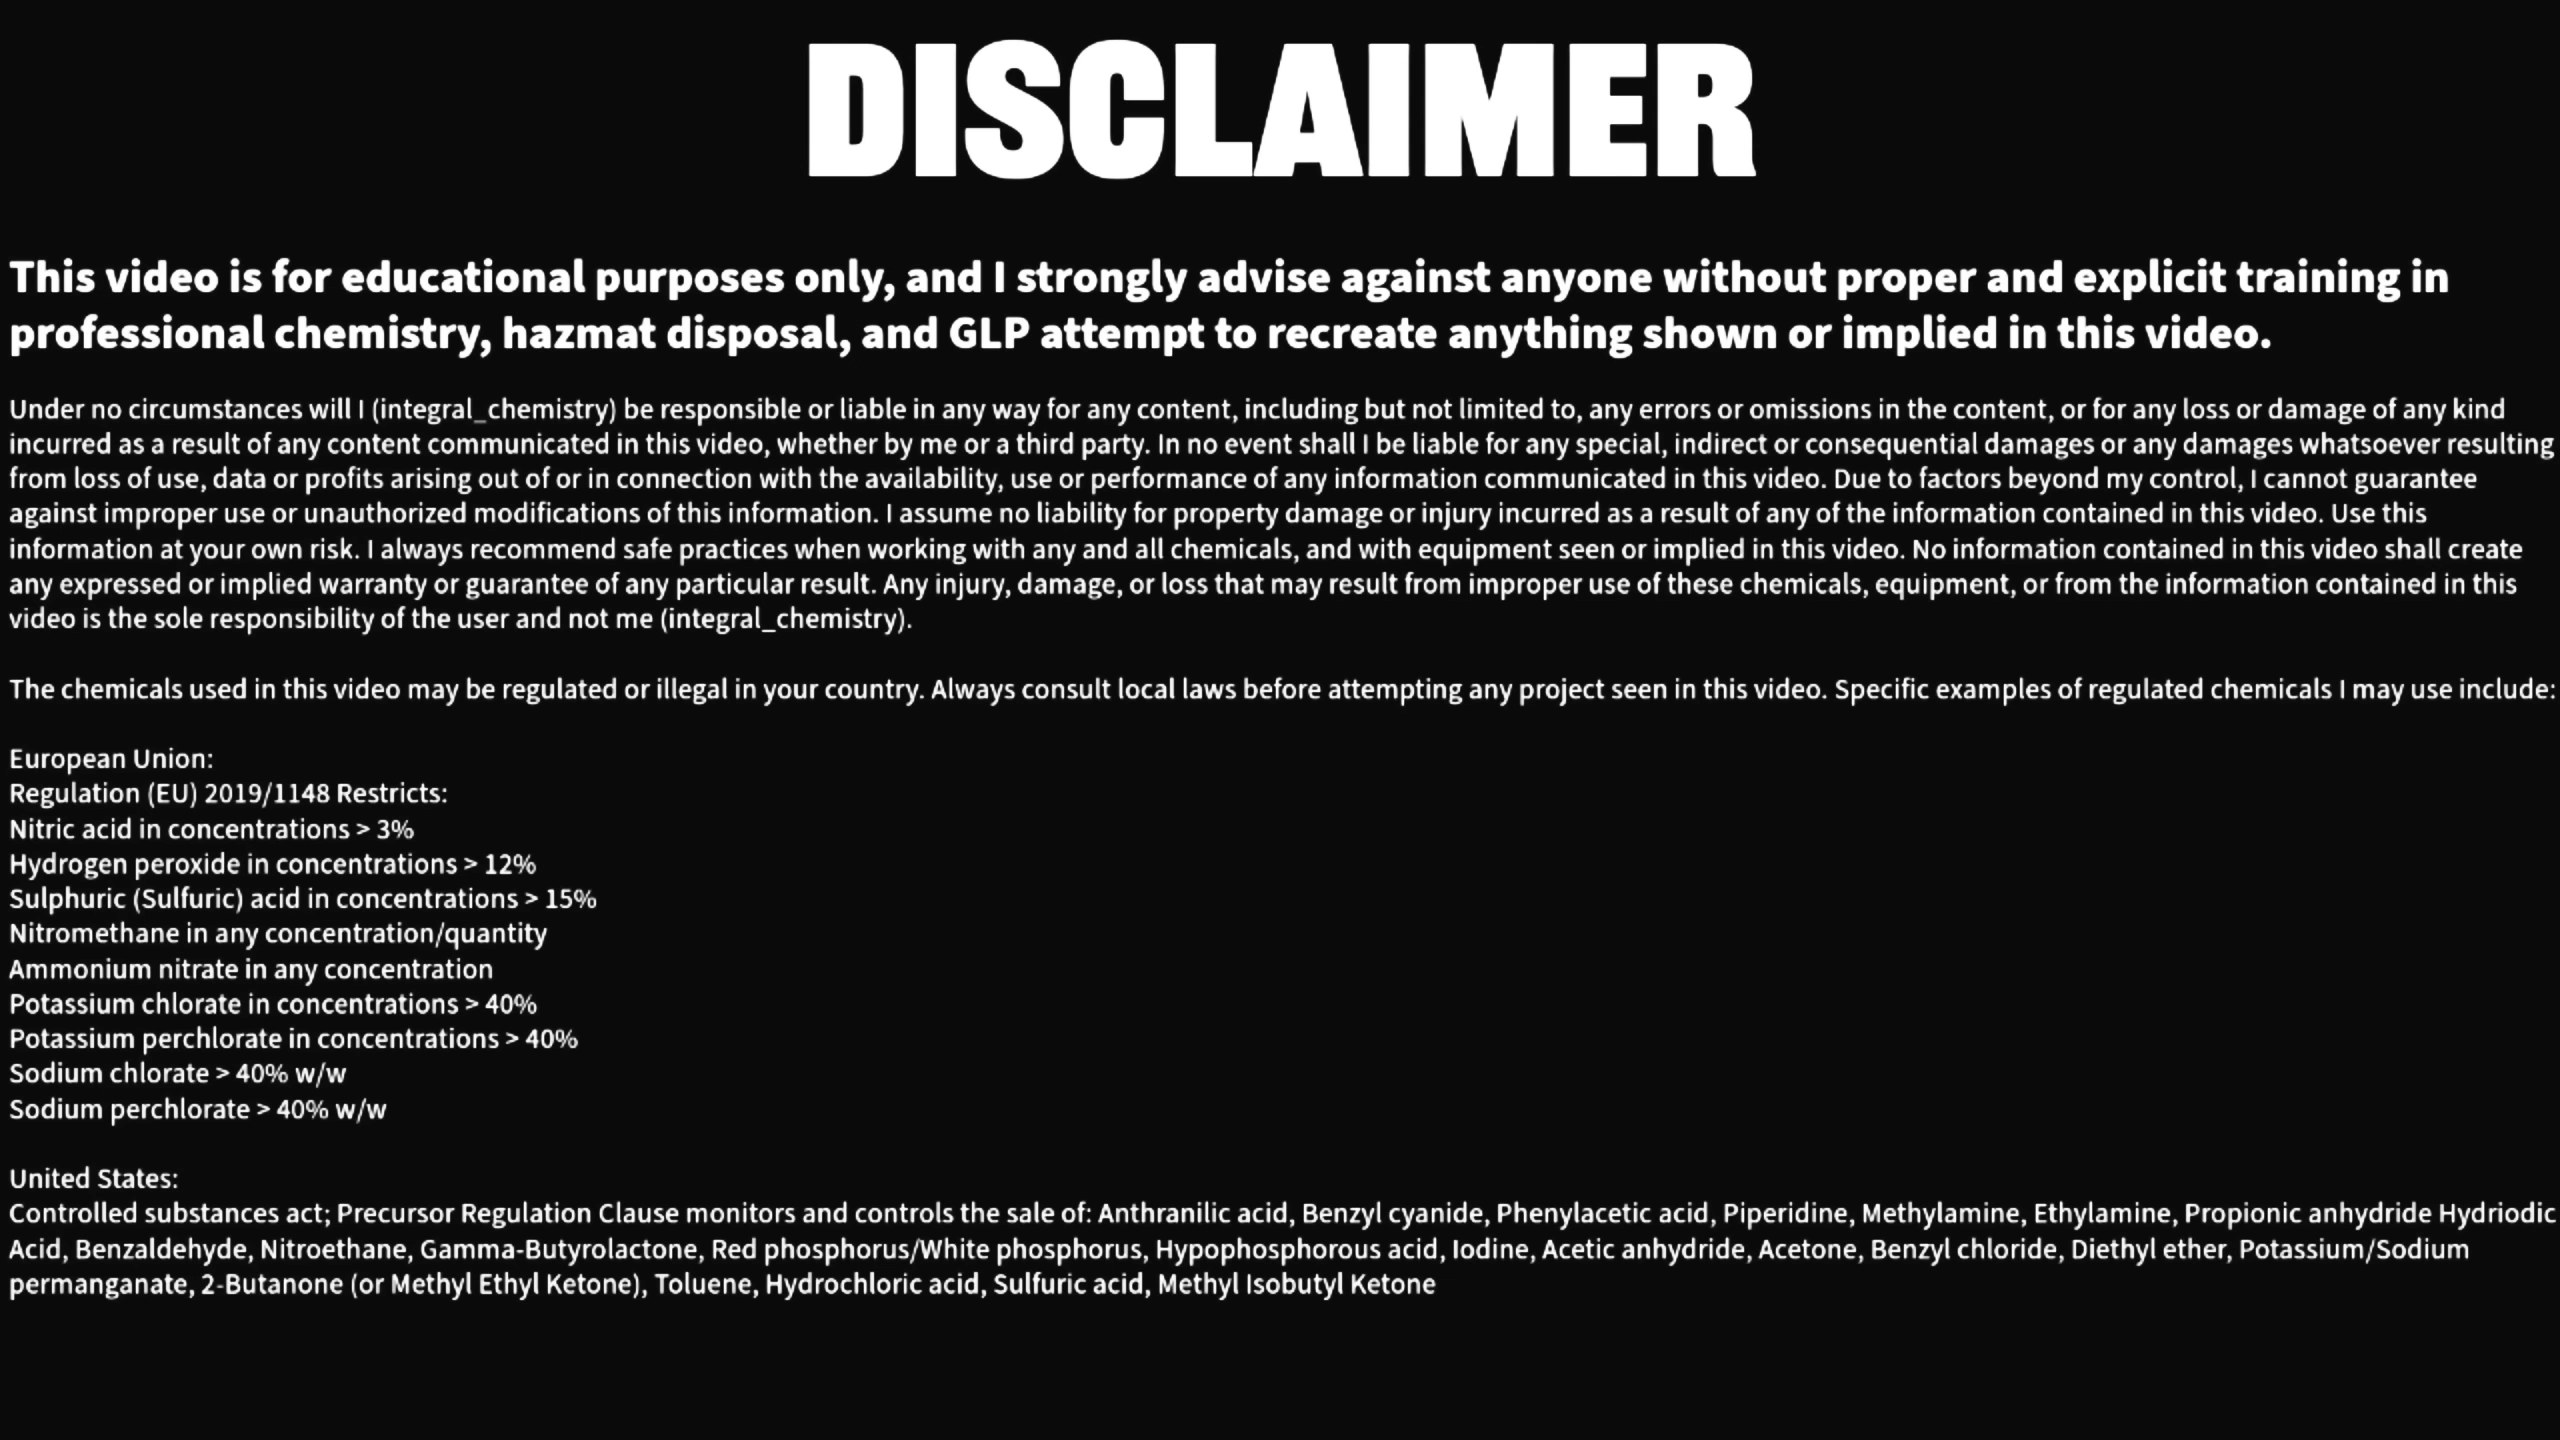 DISCLAIMER
This video is for educational purposes only, and I strongly advise against anyone without proper and explicit training in
professional chemistry, hazmat disposal, and GLP attempt to recreate anything shown or implied in this video.
Under no circumstances will I (integral_chemistry) be responsible or liable in any way for any content, including but not limited to, any errors or omissions in the content, or for any loss or damage of any kind
incurred as a result of any content communicated in this video, whether by me or a third party. In no event shall I be liable for any special, indirect or consequential damages or any damages whatsoever resulting
from loss of use, data or profits arising out of or in connection with the availability, use or performance of any information communicated in this video. Due to factors beyond my control, I cannot guarantee
against improper use or unauthorized modifications of this information. I assume no liability for property damage or injury incurred as a result of any of the information contained in this video. Use this
information at your own risk. I always recommend safe practices when working with any and all chemicals, and with equipment seen or implied in this video. No information contained in this video shall create
any expressed or implied warranty or guarantee of any particular result. Any injury, damage, or loss that may result from improper use of these chemicals, equipment, or from the information contained in this
video is the sole responsibility of the user and not me (integral_chemistry).
The chemicals used in this video may be regulated or illegal in your country. Always consult local laws before attempting any project seen in this video. Specific examples of regulated chemicals I may use include:
European Union:
Regulation (EU) 2019/1148 Restricts:
Nitric acid in concentrations > 3%
Hydrogen peroxide in concentrations > 12%
Sulphuric (Sulfuric) acid in concentrations > 15%
Nitromethane in any concentration/quantity
Ammonium nitrate in any concentration
Potassium chlorate in concentrations > 40%
Potassium perchlorate in concentrations > 40%
Sodium chlorate > 40% w/w
Sodium perchlorate > 40% w/w
United States:
Controlled substances act; Precursor Regulation Clause monitors and controls the sale of: Anthranilic acid, Benzyl cyanide, Phenylacetic acid, Piperidine, Methylamine, Ethylamine, Propionic anhydride Hydriodic
Acid, Benzaldehyde, Nitroethane, Gamma-Butyrolactone, Red phosphorus/White phosphorus, Hypophosphorous acid, Iodine, Acetic anhydride, Acetone, Benzyl chloride, Diethyl ether, Potassium/Sodium
permanganate, 2-Butanone (or Methyl Ethyl Ketone), Toluene, Hydrochloric acid, Sulfuric acid, Methyl Isobutyl Ketone